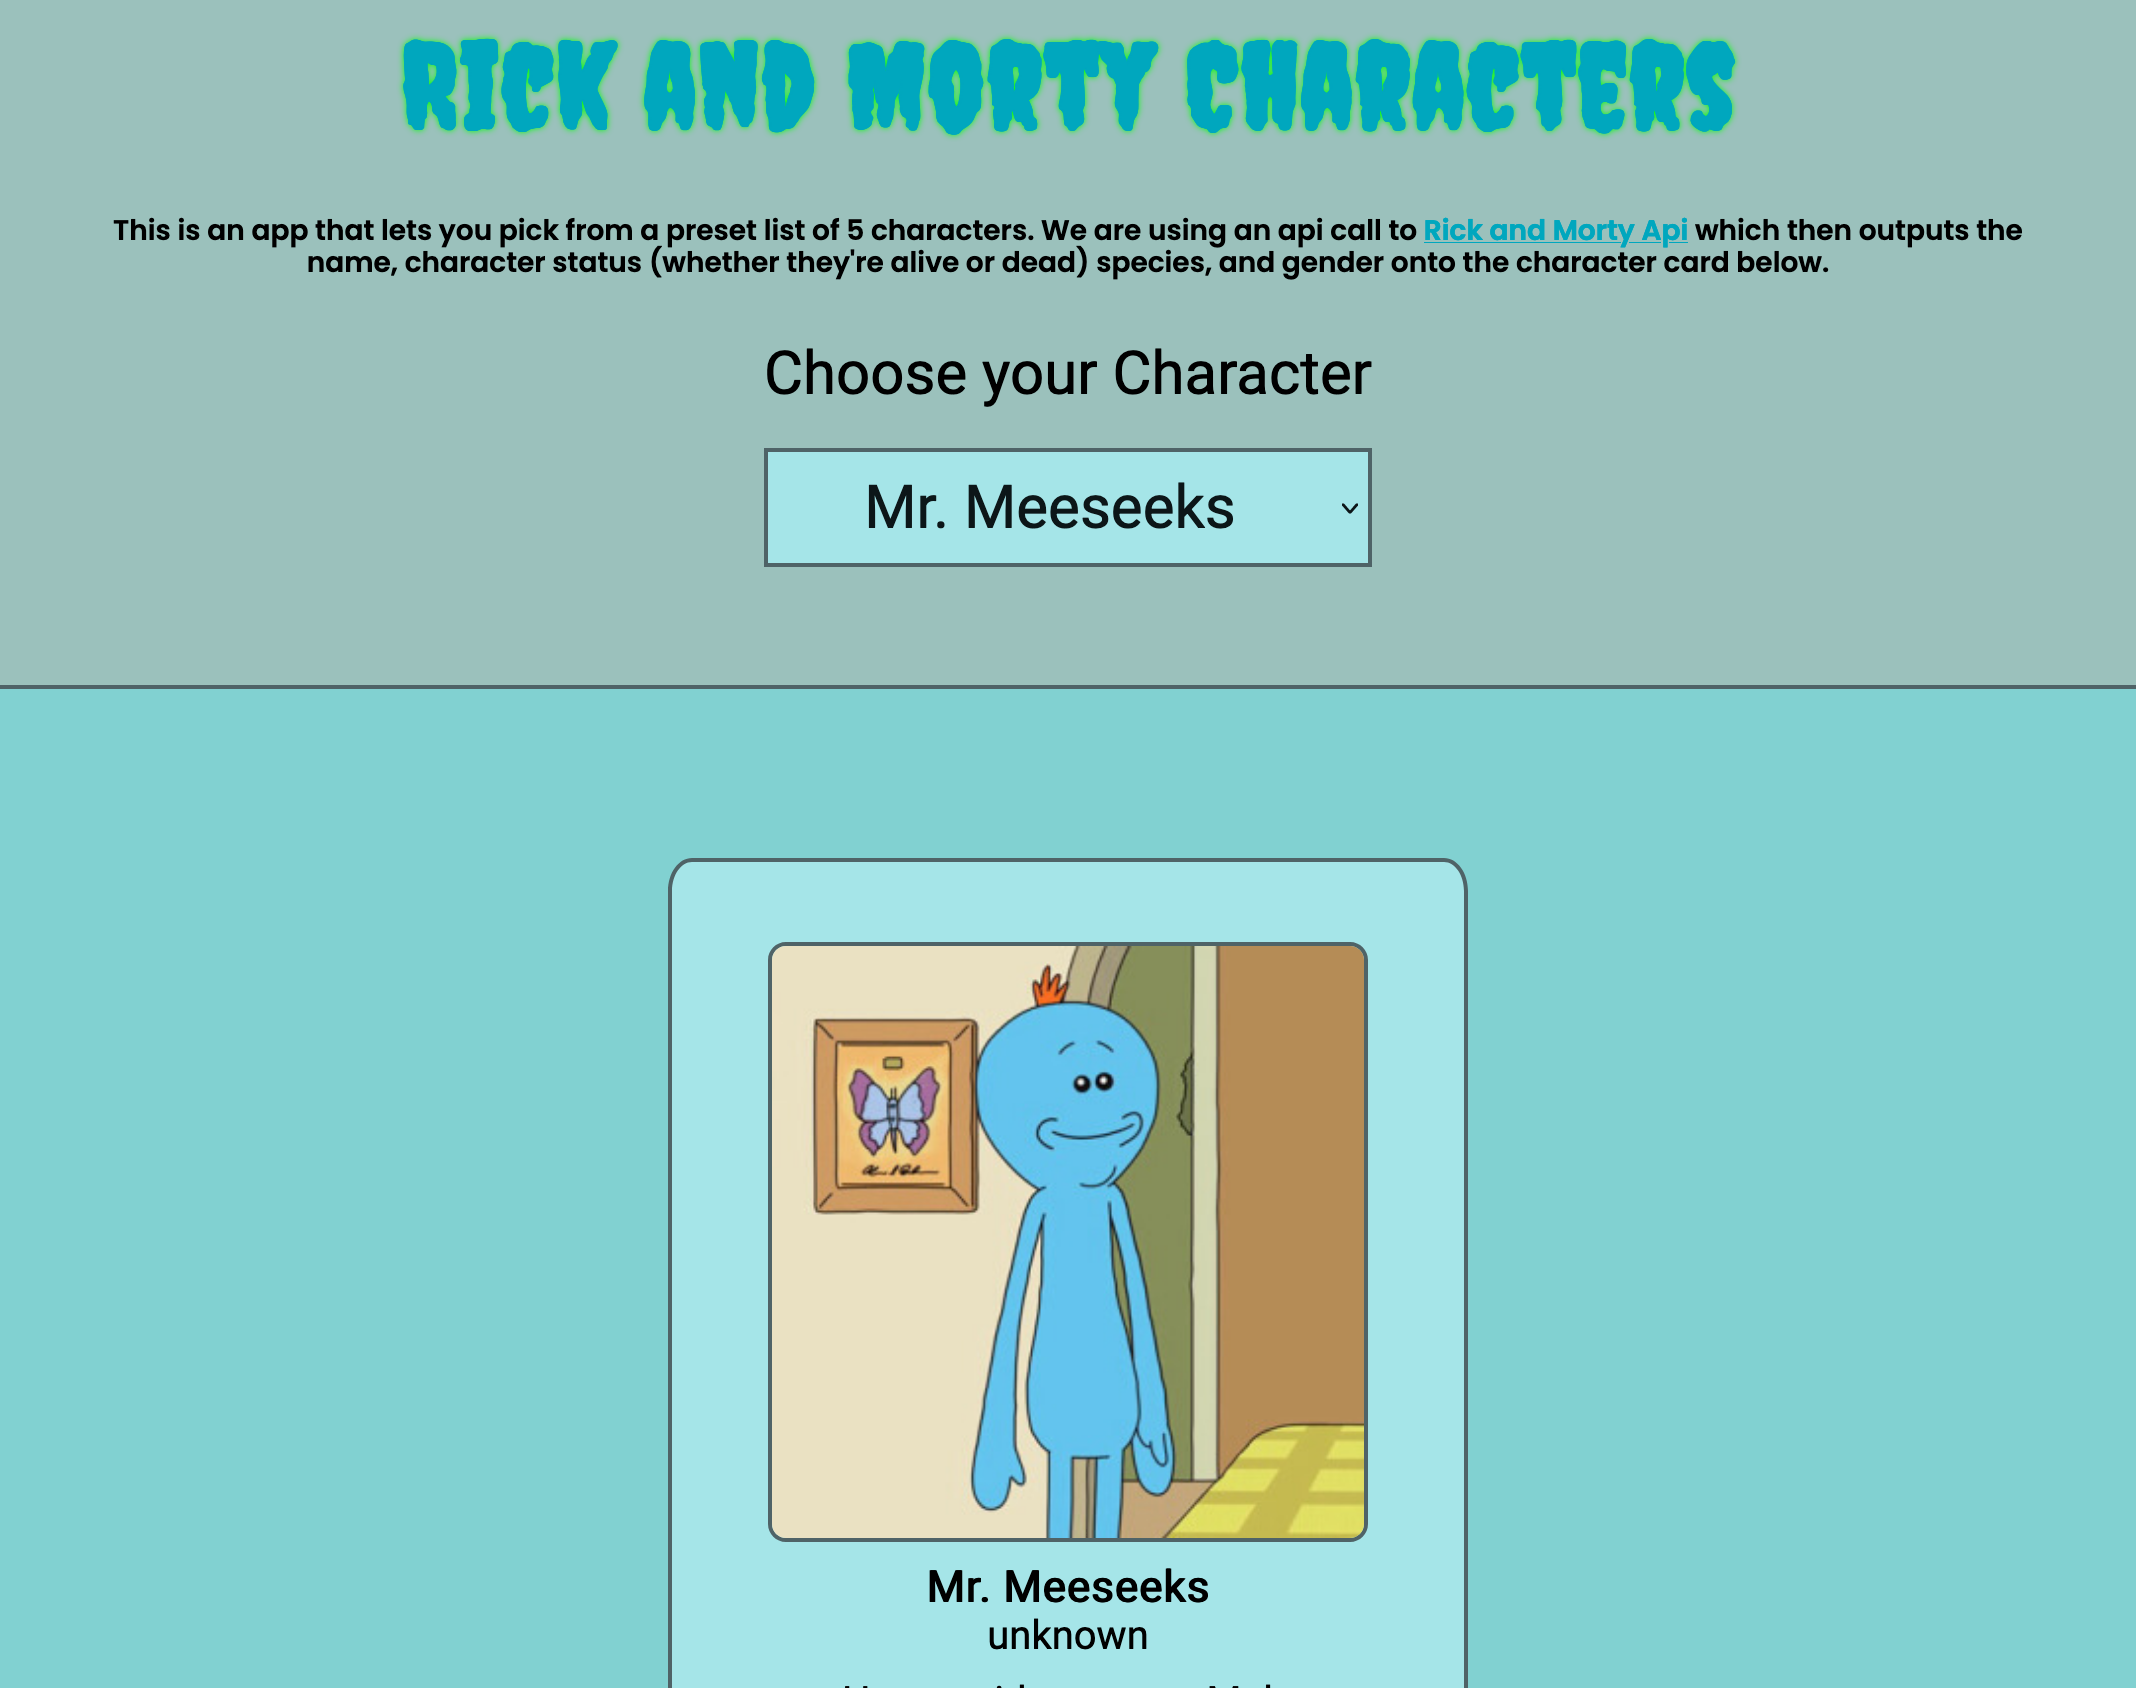 RICK AND MORTY CHARACTERS
This is an app that lets you pick from a preset list of 5 characters. We are using an api call to Rick and Morty Api which then outputs the
name, character status (whether they're alive or dead) species, and gender onto the character card below.
Choose your Character
Mr. Meeseeks
Mr. Meeseeks
unknown